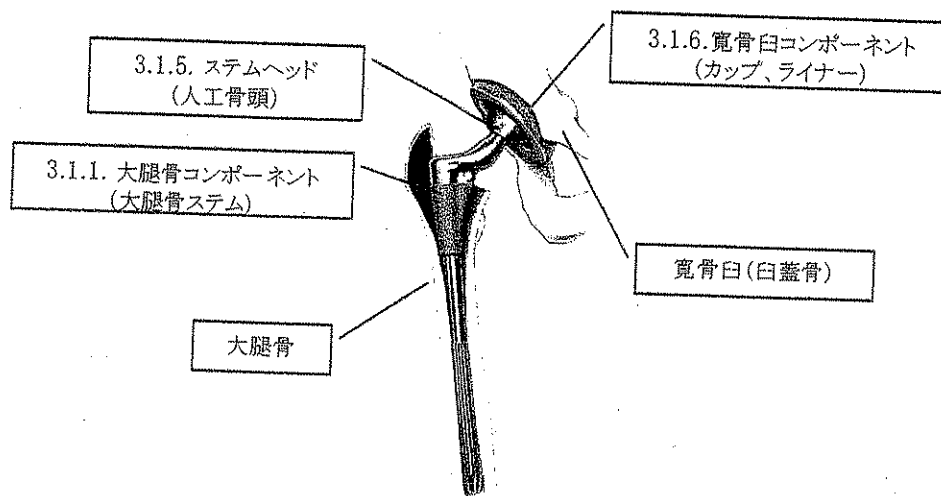 3.1.5. ステムヘッド
(人工骨頭)
3.1.6.寛骨臼コンポーネント
(カップ、ライナー)
3.1.1. 大腿骨コンポーネント
(大腿骨ステム)
寛骨臼(臼蓋骨)
大腿骨